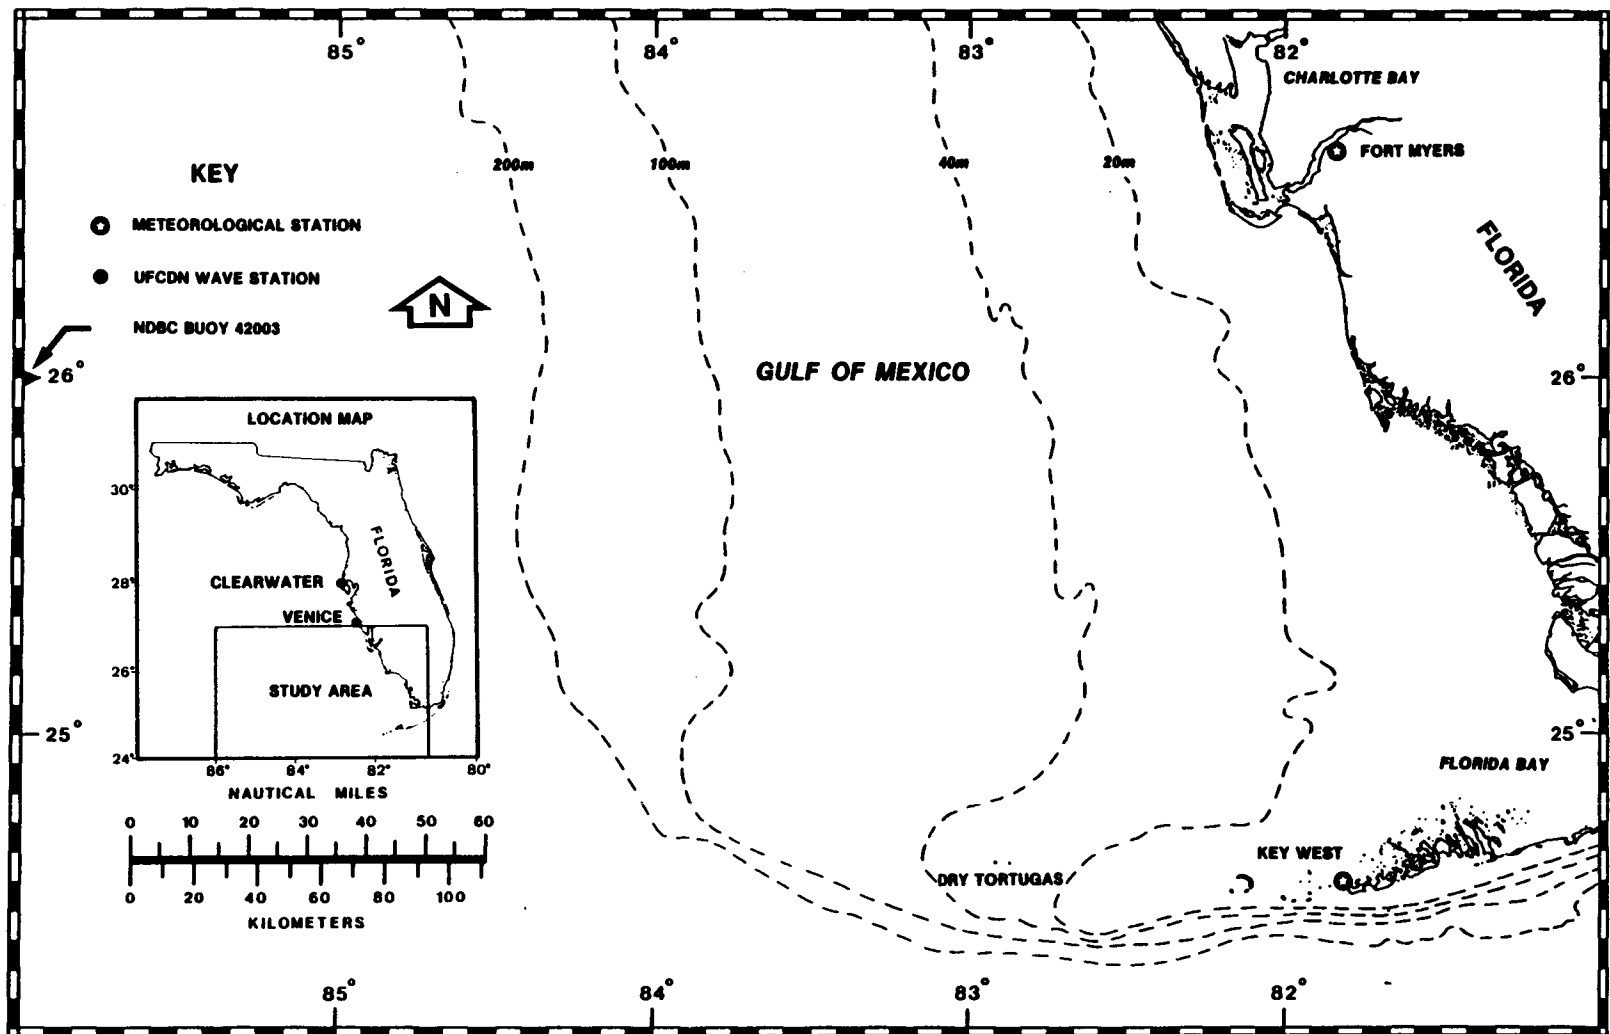 85° 84° 83° 82°
CHARLOTTE BAY
200m 100m 40m 20m
FORT MYERS
KEY
METEOROLOGICAL STATION
UFCDN WAVE STATION
NDBC BUOY 42003
N
FLORIDA
26° 26°
GULF OF MEXICO
LOCATION MAP
30°
FLORIDA
28°
CLEARWATER
VENICE
26°
STUDY AREA
24°
86° 84° 82° 80°
25° 25°
FLORIDA BAY
NAUTICAL MILES
0 10 20 30 40 50 60
0 20 40 60 80 100
KILOMETERS
KEY WEST
DRY TORTUGAS
85° 84° 83° 82°